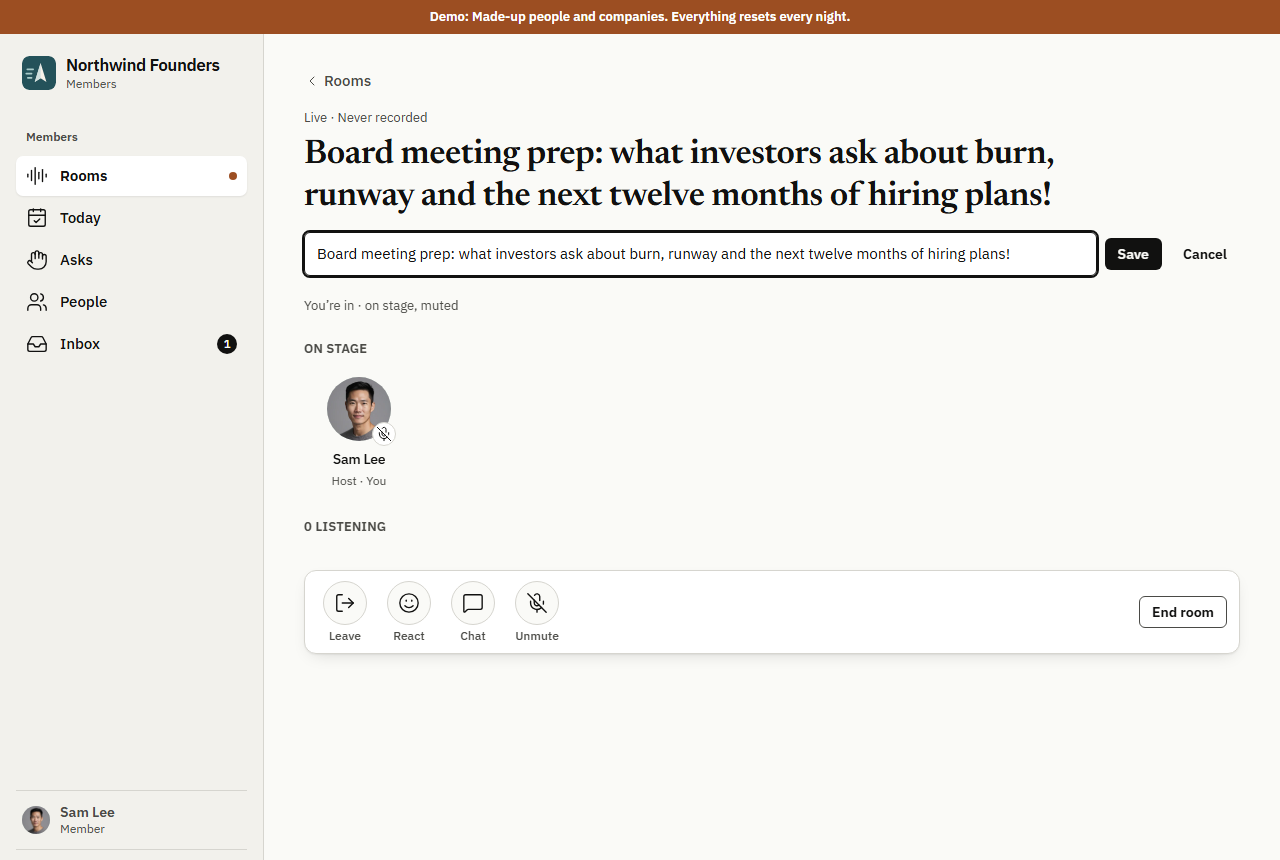 Demo: Made-up people and companies. Everything resets every night.
Northwind Founders
Members
Members
Rooms
Today
Asks
People
Inbox
1
Sam Lee
Member
Rooms
Live · Never recorded
Board meeting prep: what investors ask about burn,
runway and the next twelve months of hiring plans!
Board meeting prep: what investors ask about burn, runway and the next twelve months of hiring plans!
Save
Cancel
You’re in · on stage, muted
ON STAGE
Sam Lee
Host · You
0 LISTENING
Leave
React
Chat
Unmute
End room